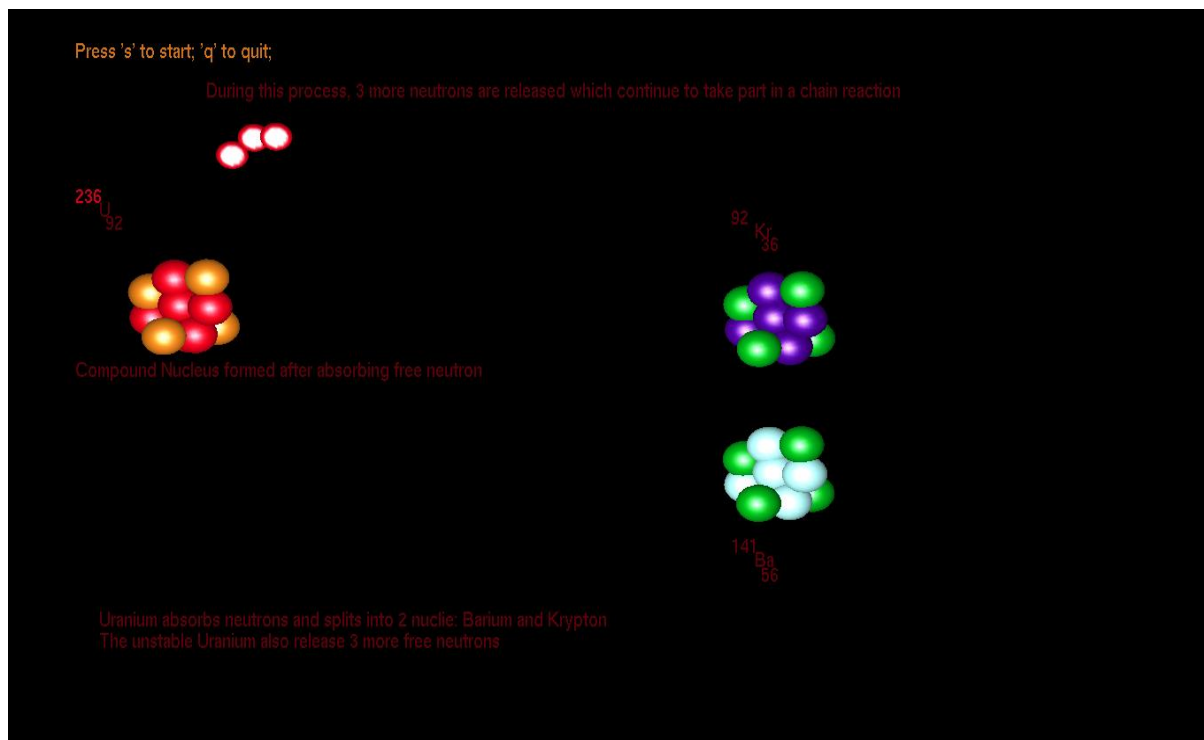 Press 's' to start; 'q' to quit;
During this process, 3 more neutrons are released which continue to take part in a chain reaction
236
U
92
92
Kr
36
Compound Nucleus formed after absorbing free neutron
141
Ba
56
Uranium absorbs neutrons and splits into 2 nuclie: Barium and Krypton
The unstable Uranium also release 3 more free neutrons